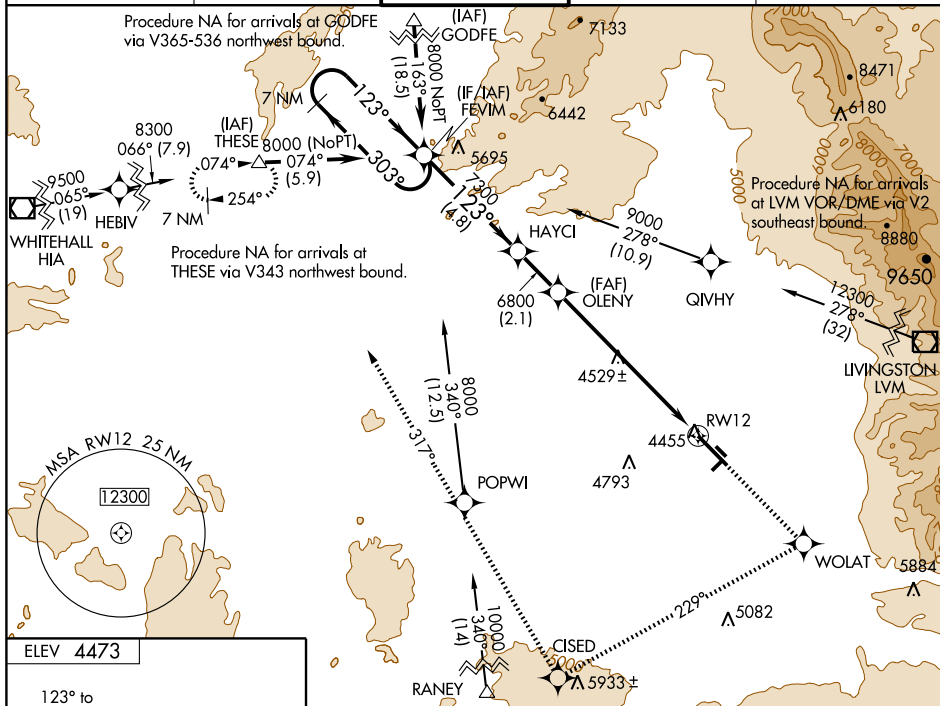 Procedure NA for arrivals at GODFE
via V365-536 northwest bound.
(IAF)
GODFE
8000 NoPT
163°
(18.5)
7133
8471
6180
6442
7 NM
123°
303°
(IF/IAF)
FEVIM
5695
(IAF)
THESE
8000 (NoPT)
074°
(5.9)
074°
254°
7 NM
8300
066° (7.9)
9500
065°
(19)
HEBIV
WHITEHALL
HIA
Procedure NA for arrivals at
THESE via V343 northwest bound.
7300
123°
(4.8)
HAYCI
9000
278°
(10.9)
QIVHY
5000
7000
Procedure NA for arrivals
at LVM VOR/DME via V2
southeast bound.
8880
9650
6800
(2.1)
(FAF)
OLENY
12300
278°
(32)
LIVINGSTON
LVM
4529±
8000
340°
(12.5)
317°
RW12
4455
4793
POPWI
MSA RW12 25 NM
12300
WOLAT
5884
5000
229°
5082
10000
340°
(14)
CISED
5000
5933 ±
RANEY
ELEV 4473
123° to